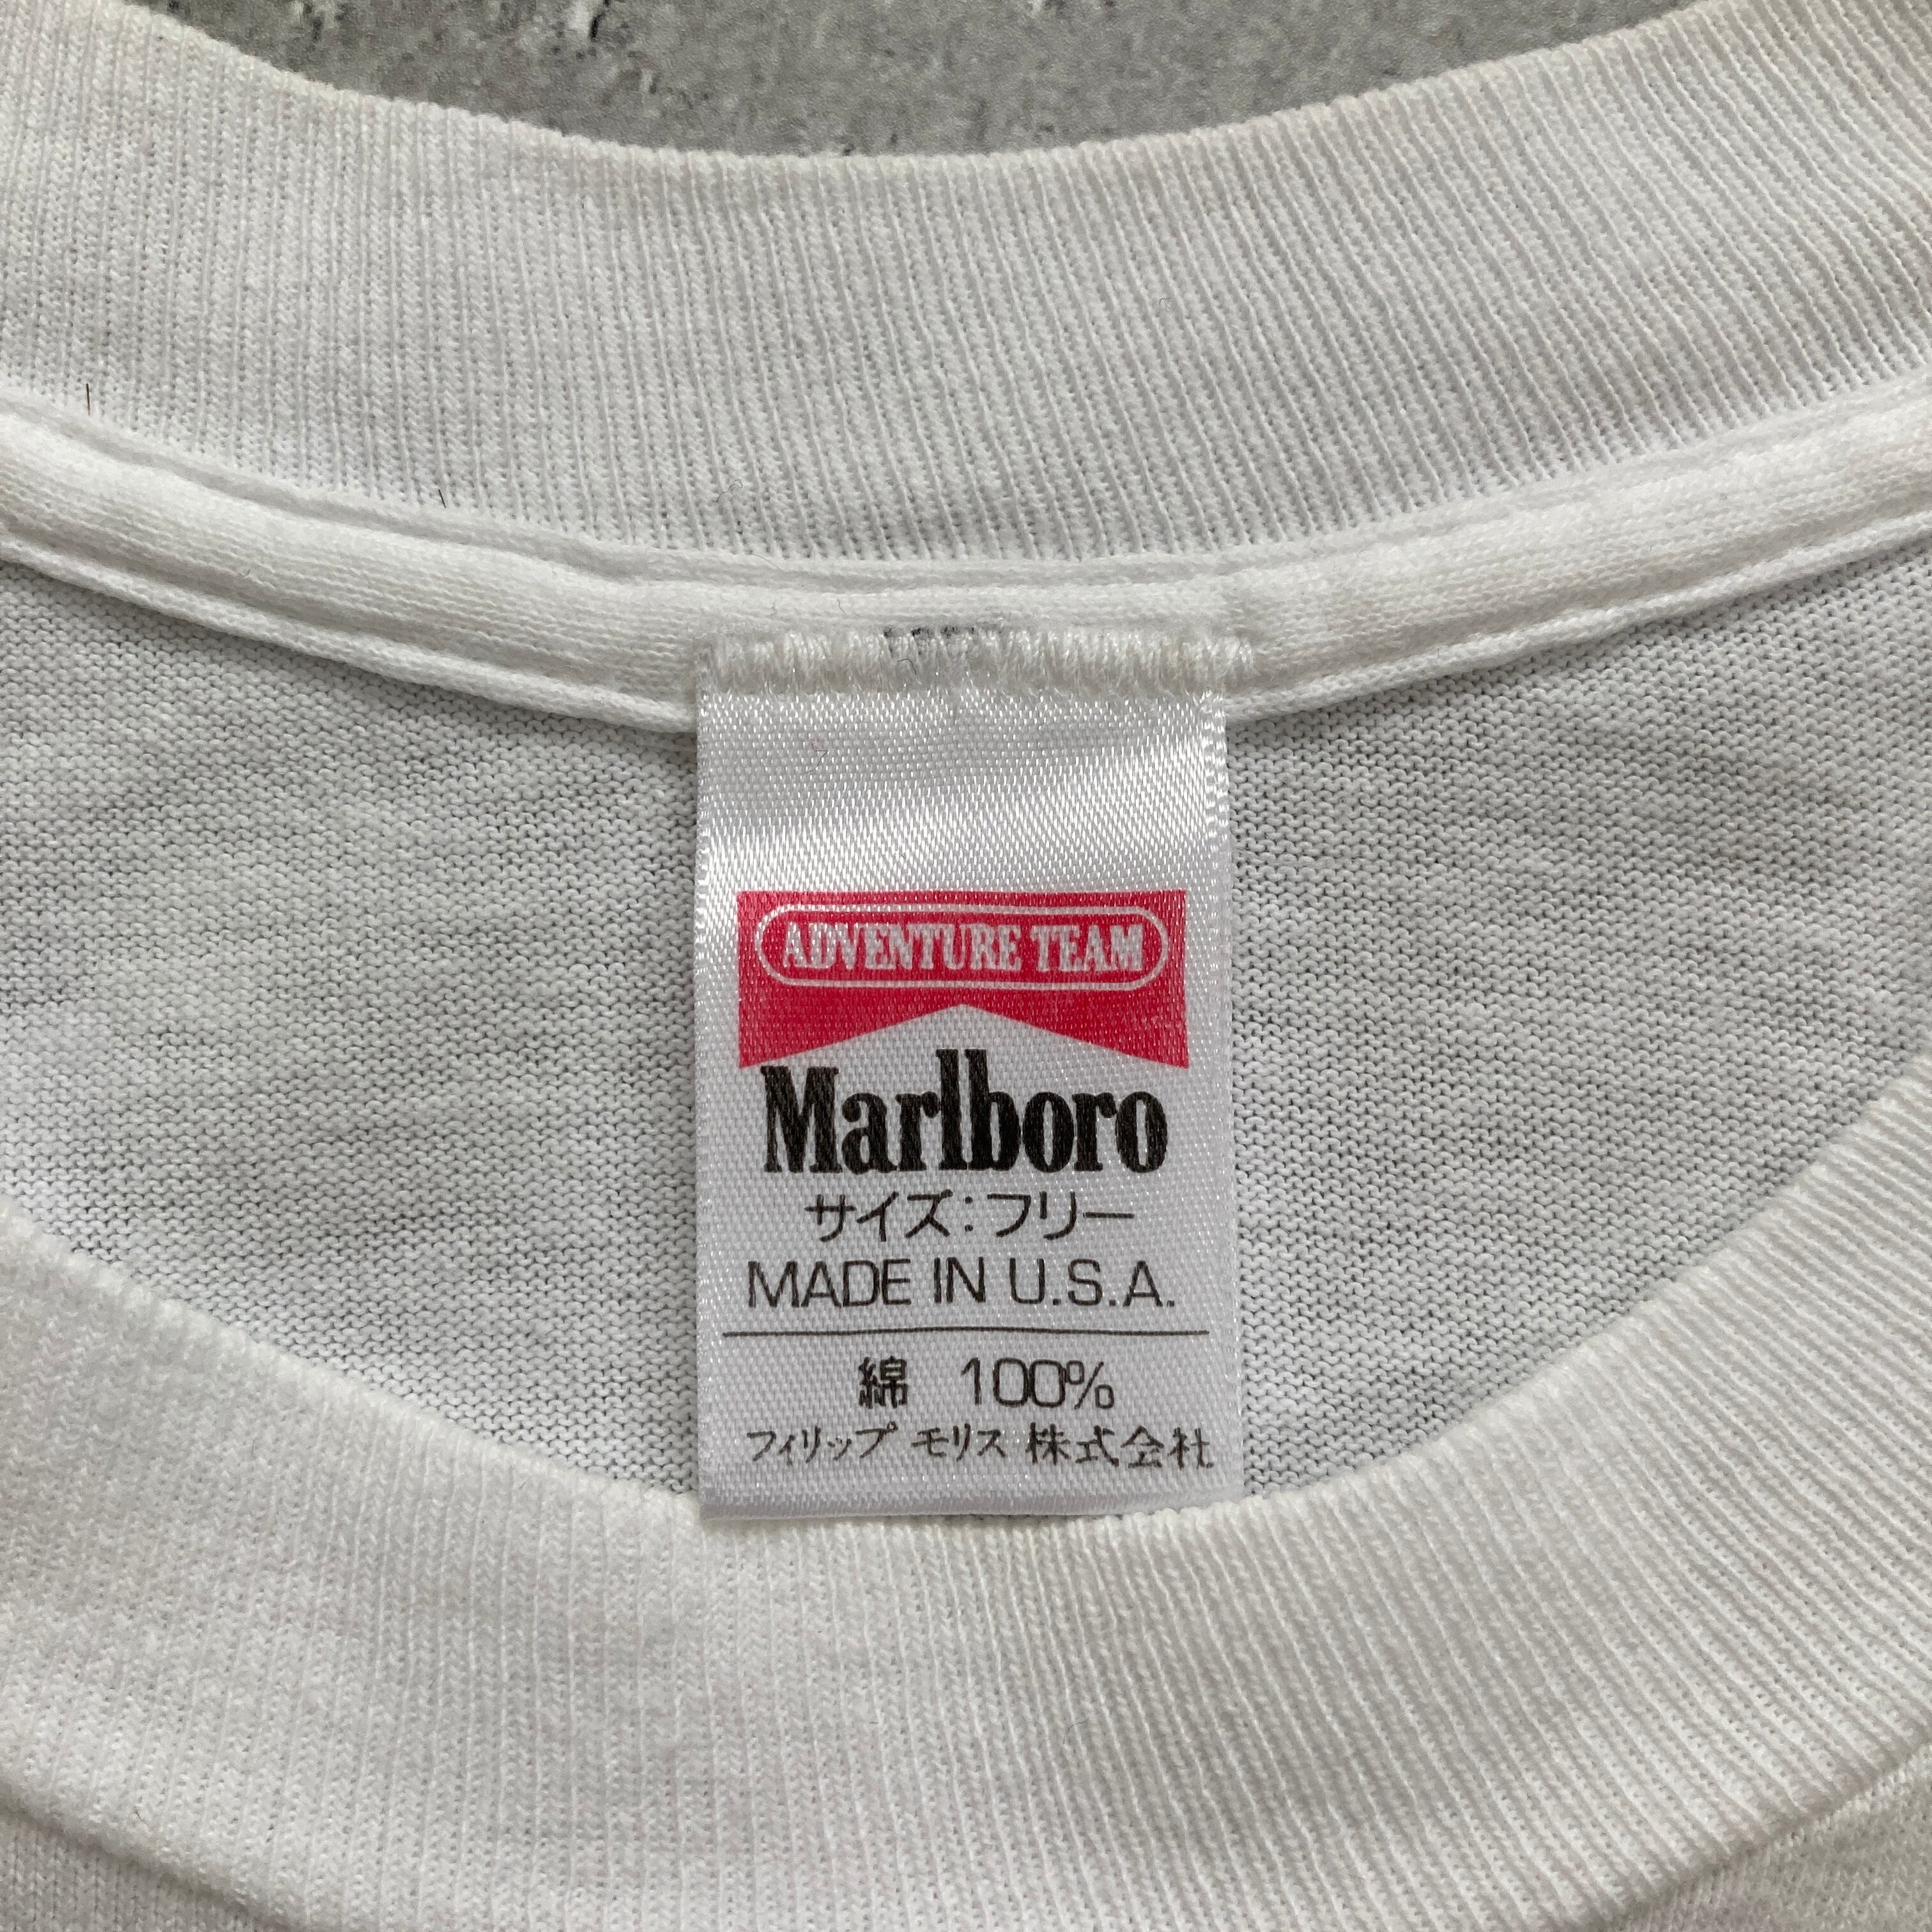 ADVENTURE TEAM
Marlboro
サイズ:フリー
MADE IN U.S.A.
綿 100%
フィリップ モリス 株式会社